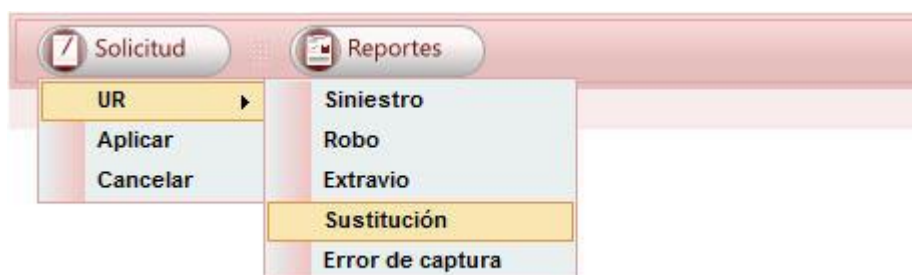 Solicitud
Reportes
UR
Aplicar
Cancelar
Siniestro
Robo
Extravio
Sustitución
Error de captura